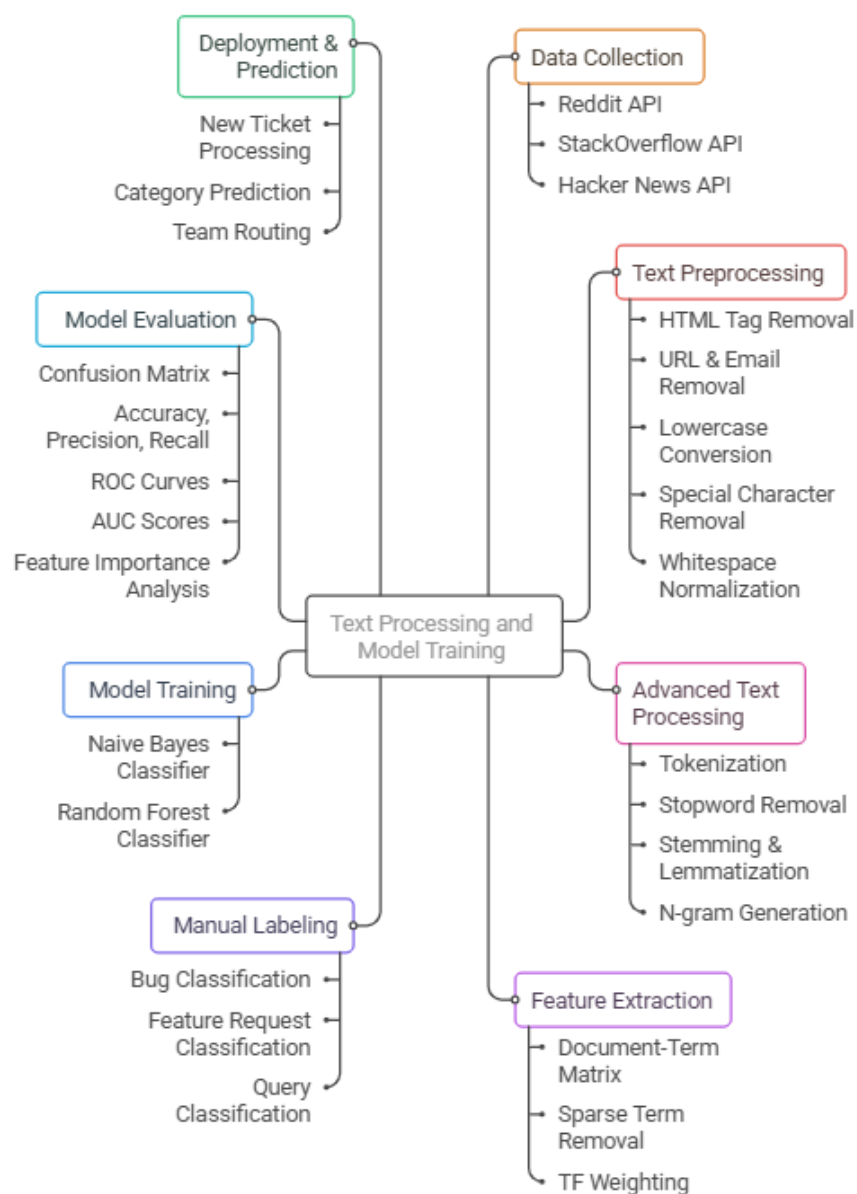 Deployment &
Prediction
New Ticket
Processing
Category Prediction
Team Routing
Model Evaluation
Confusion Matrix
Accuracy,
Precision, Recall
ROC Curves
AUC Scores
Feature Importance
Analysis
Text Processing and
Model Training
Model Training
Naive Bayes
Classifier
Random Forest
Classifier
Manual Labeling
Bug Classification
Feature Request
Classification
Query
Classification
Data Collection
Reddit API
StackOverflow API
Hacker News API
Text Preprocessing
HTML Tag Removal
URL & Email
Removal
Lowercase
Conversion
Special Character
Removal
Whitespace
Normalization
Advanced Text
Processing
Tokenization
Stopword Removal
Stemming &
Lemmatization
N-gram Generation
Feature Extraction
Document-Term
Matrix
Sparse Term
Removal
TF Weighting